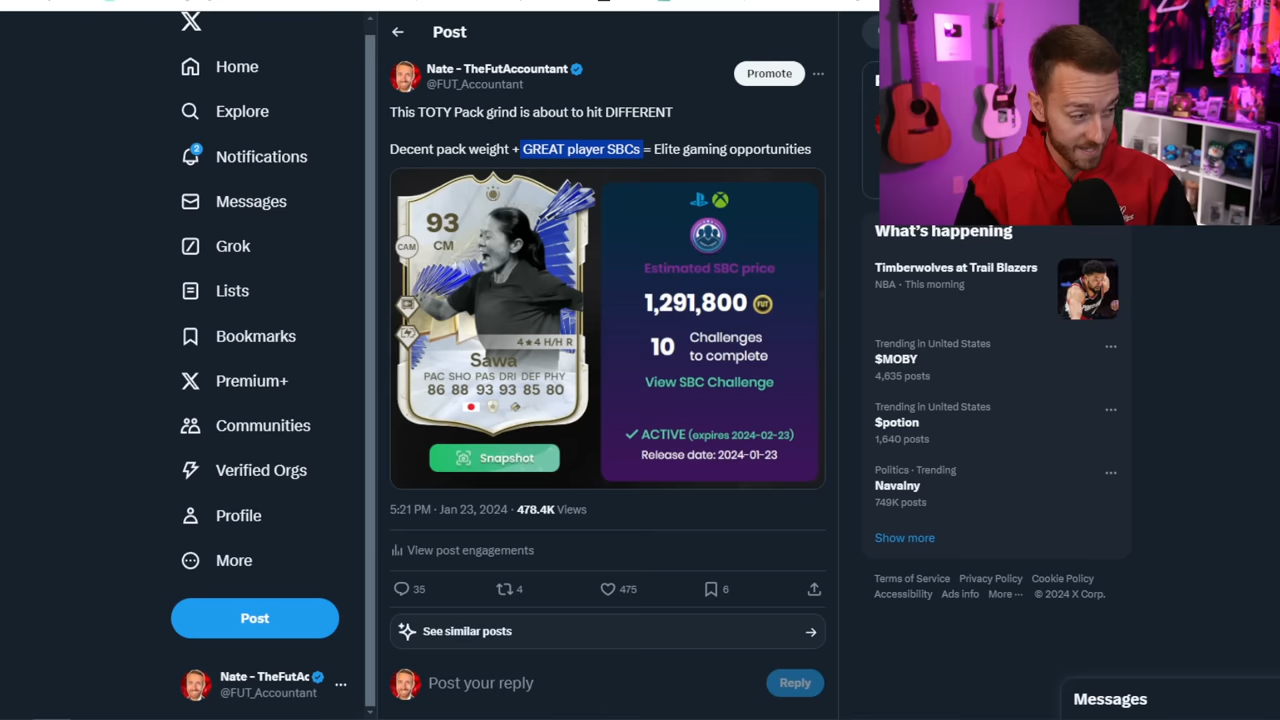 Home
Explore
2
Notifications
Messages
Grok
Lists
Bookmarks
Premium+
Communities
Verified Orgs
Profile
More
Post
Nate - TheFutAc
@FUT_Accountant
Post
Nate - TheFutAccountant
@FUT_Accountant
Promote
This TOTY Pack grind is about to hit DIFFERENT
Decent pack weight + GREAT player SBCs = Elite gaming opportunities
93
CM
CAM
4★4 H/H R
Sawa
PAC SHO PAS DRI DEF PHY
86 88 93 93 85 80
Snapshot
Estimated SBC price
1,291,800 FUT
10 Challenges to complete
View SBC Challenge
ACTIVE (expires 2024-02-23)
Release date: 2024-01-23
5:21 PM · Jan 23, 2024 · 478.4K Views
View post engagements
35
4
475
6
See similar posts
Post your reply
Reply
What's happening
Timberwolves at Trail Blazers
NBA · This morning
Trending in United States
$MOBY
4,635 posts
Trending in United States
$potion
1,640 posts
Politics · Trending
Navalny
749K posts
Show more
Terms of Service Privacy Policy Cookie Policy
Accessibility Ads info More ··· © 2024 X Corp.
Messages